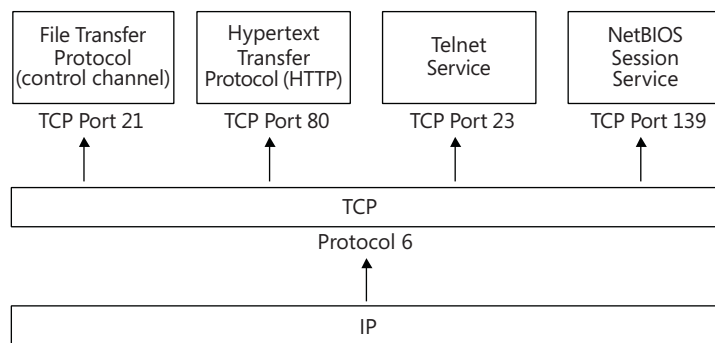 File Transfer
Protocol
(control channel)
Hypertext
Transfer
Protocol (HTTP)
Telnet
Service
NetBIOS
Session
Service
TCP Port 21
TCP Port 80
TCP Port 23
TCP Port 139
TCP
Protocol 6
IP